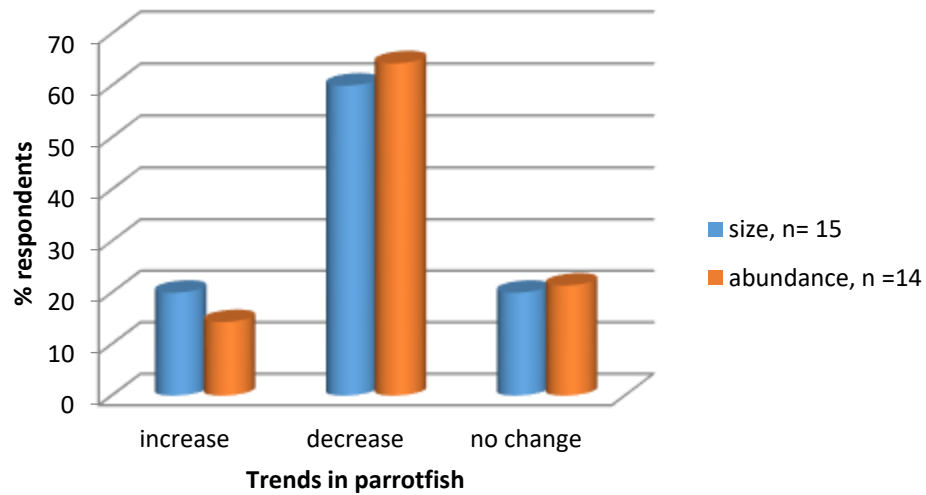 70
60
50
40
30
20
10
0
% respondents
increase decrease no change
Trends in parrotfish
size, n= 15
abundance, n =14